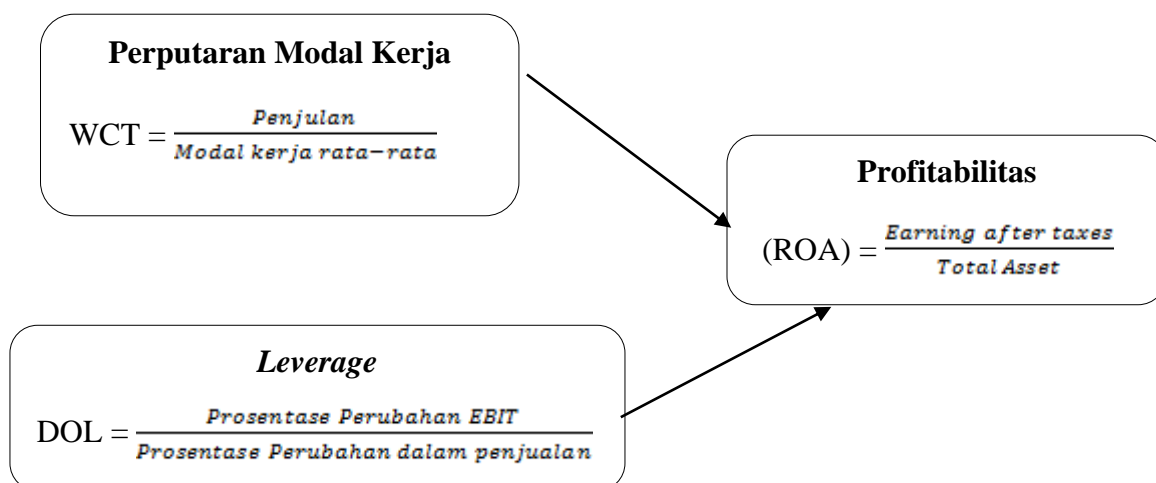 Perputaran Modal Kerja
WCT = Penjulan / Modal kerja rata−rata
Profitabilitas
(ROA) = Earning after taxes / Total Asset
Leverage
DOL = Prosentase Perubahan EBIT / Prosentase Perubahan dalam penjualan